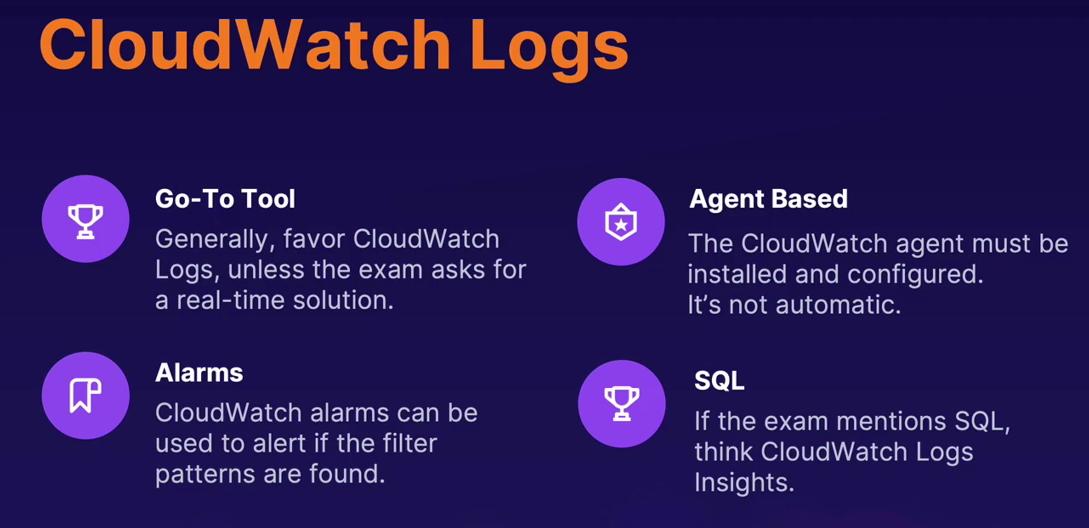 CloudWatch Logs
Go-To Tool
Generally, favor CloudWatch
Logs, unless the exam asks for
a real-time solution.
Agent Based
The CloudWatch agent must be
installed and configured.
It’s not automatic.
Alarms
CloudWatch alarms can be
used to alert if the filter
patterns are found.
SQL
If the exam mentions SQL,
think CloudWatch Logs
Insights.